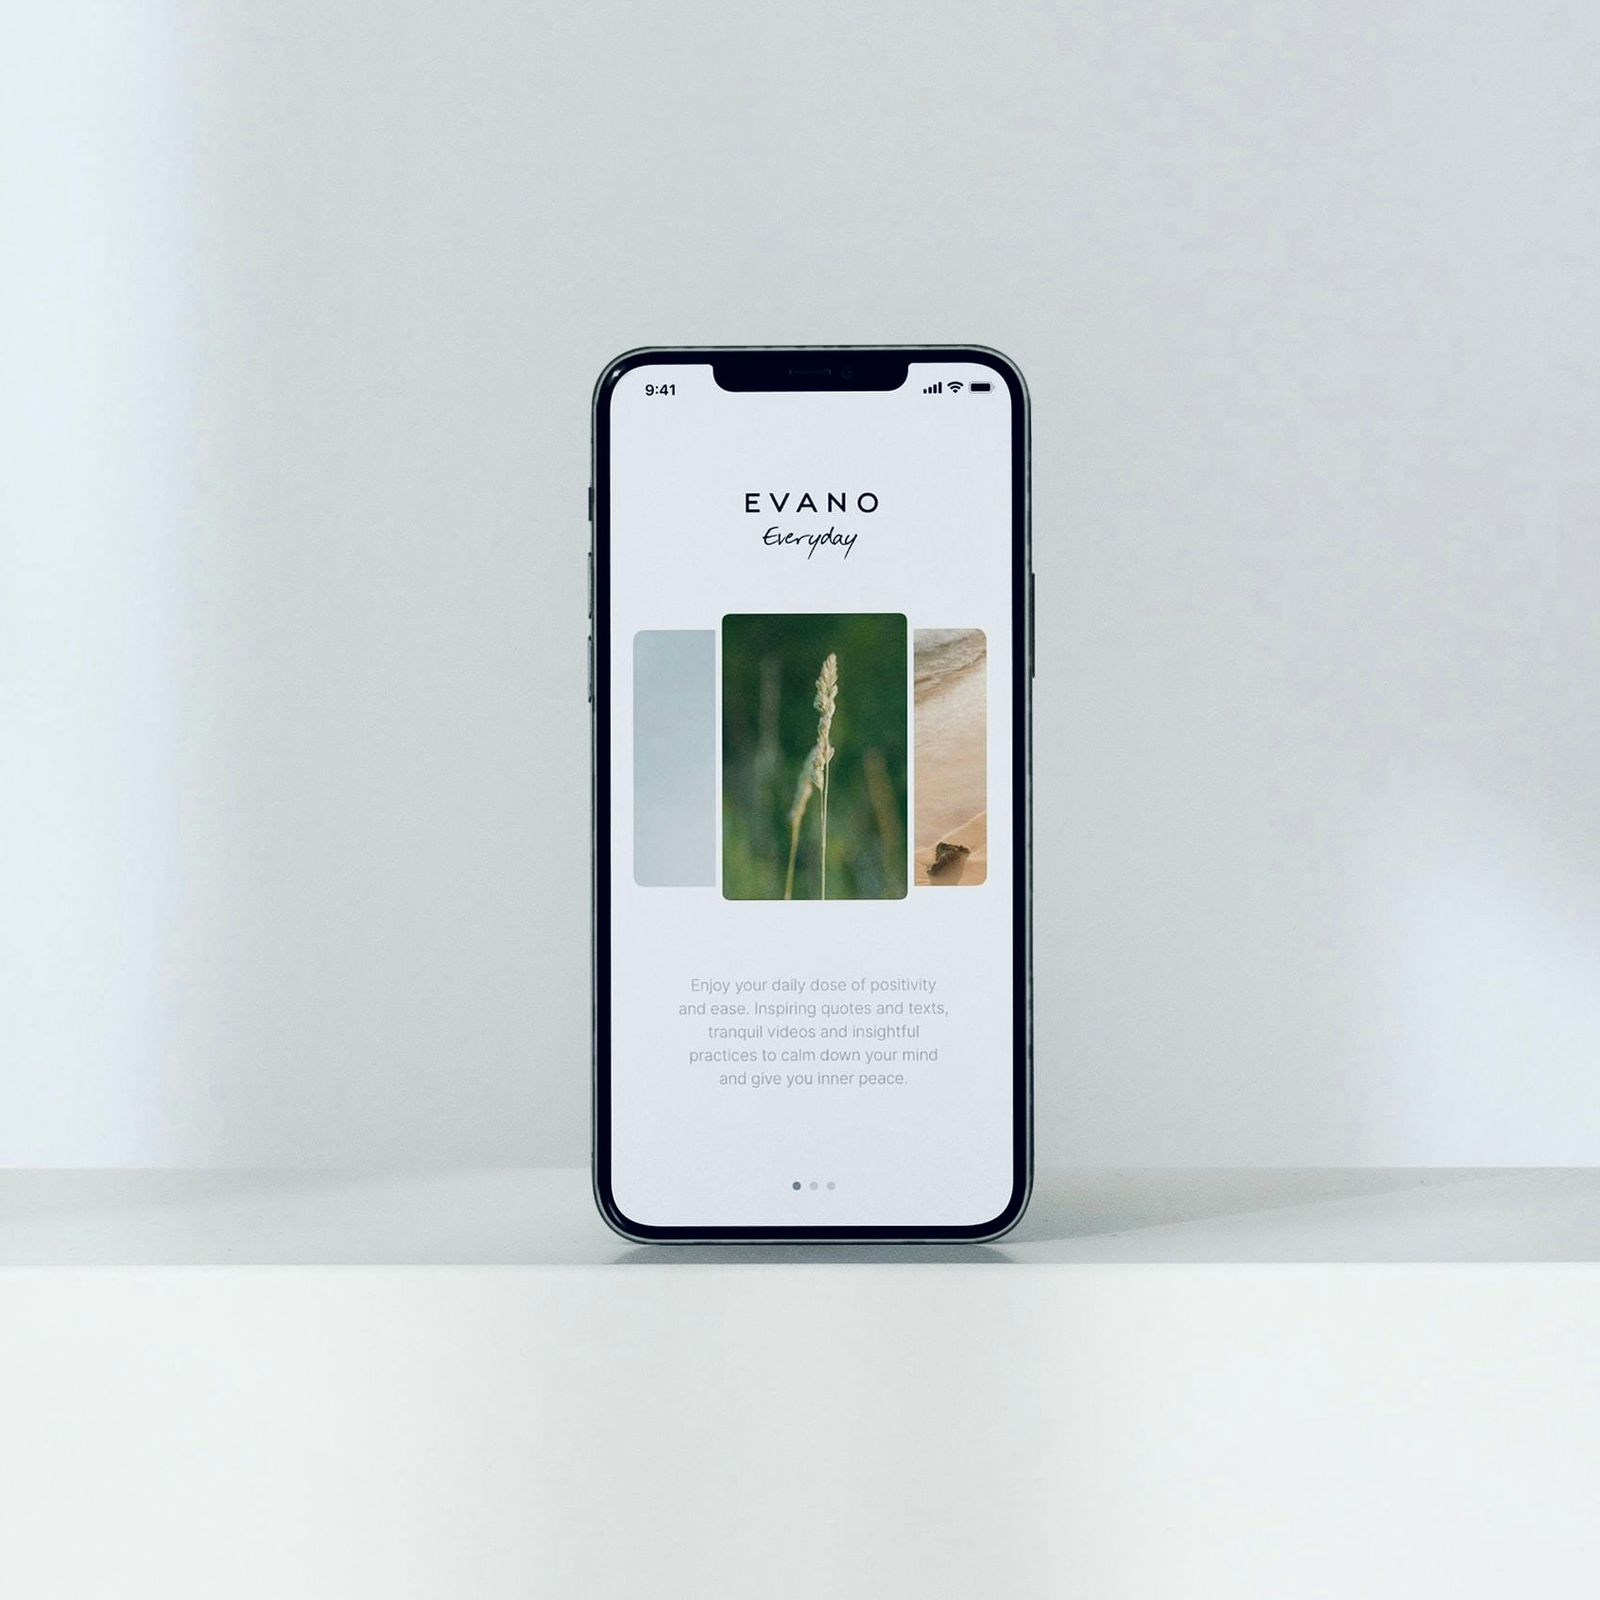 9:41
EVANO
Everyday
Enjoy your daily dose of positivity
and ease. Inspiring quotes and texts,
tranquil videos and insightful
practices to calm down your mind
and give you inner peace.